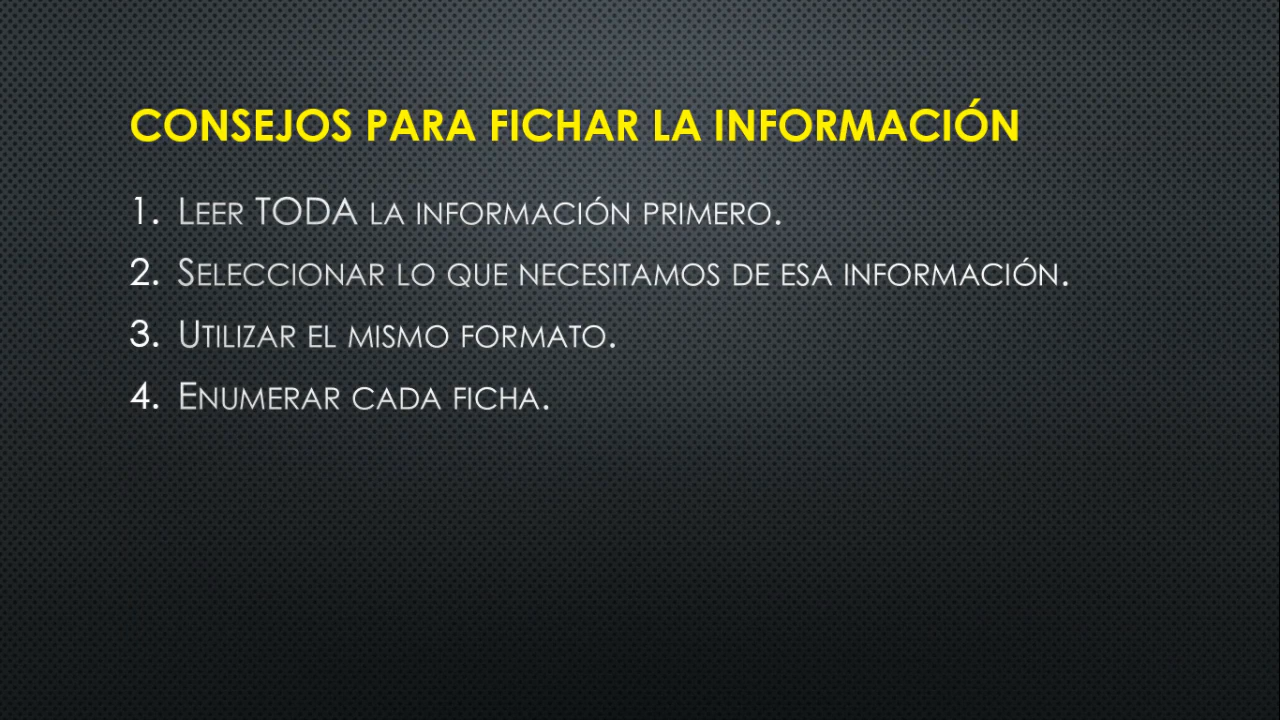 CONSEJOS PARA FICHAR LA INFORMACIÓN
1. Leer TODA la información primero.
2. Seleccionar lo que necesitamos de esa información.
3. Utilizar el mismo formato.
4. Enumerar cada ficha.